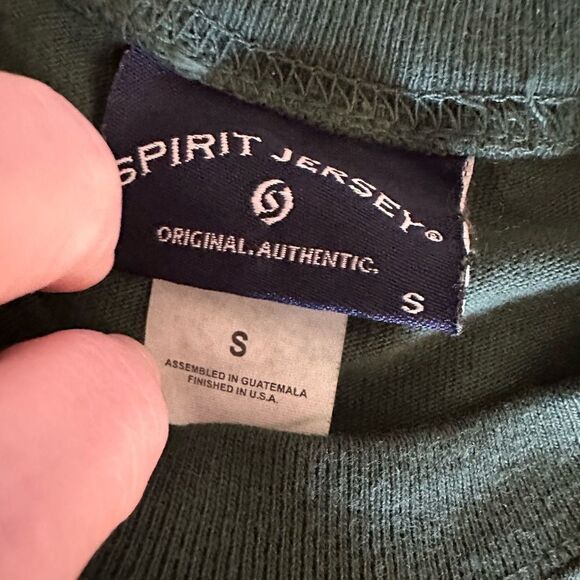 SPIRIT JERSEY®
ORIGINAL.AUTHENTIC.
S
S
ASSEMBLED IN GUATEMALA
FINISHED IN U.S.A.